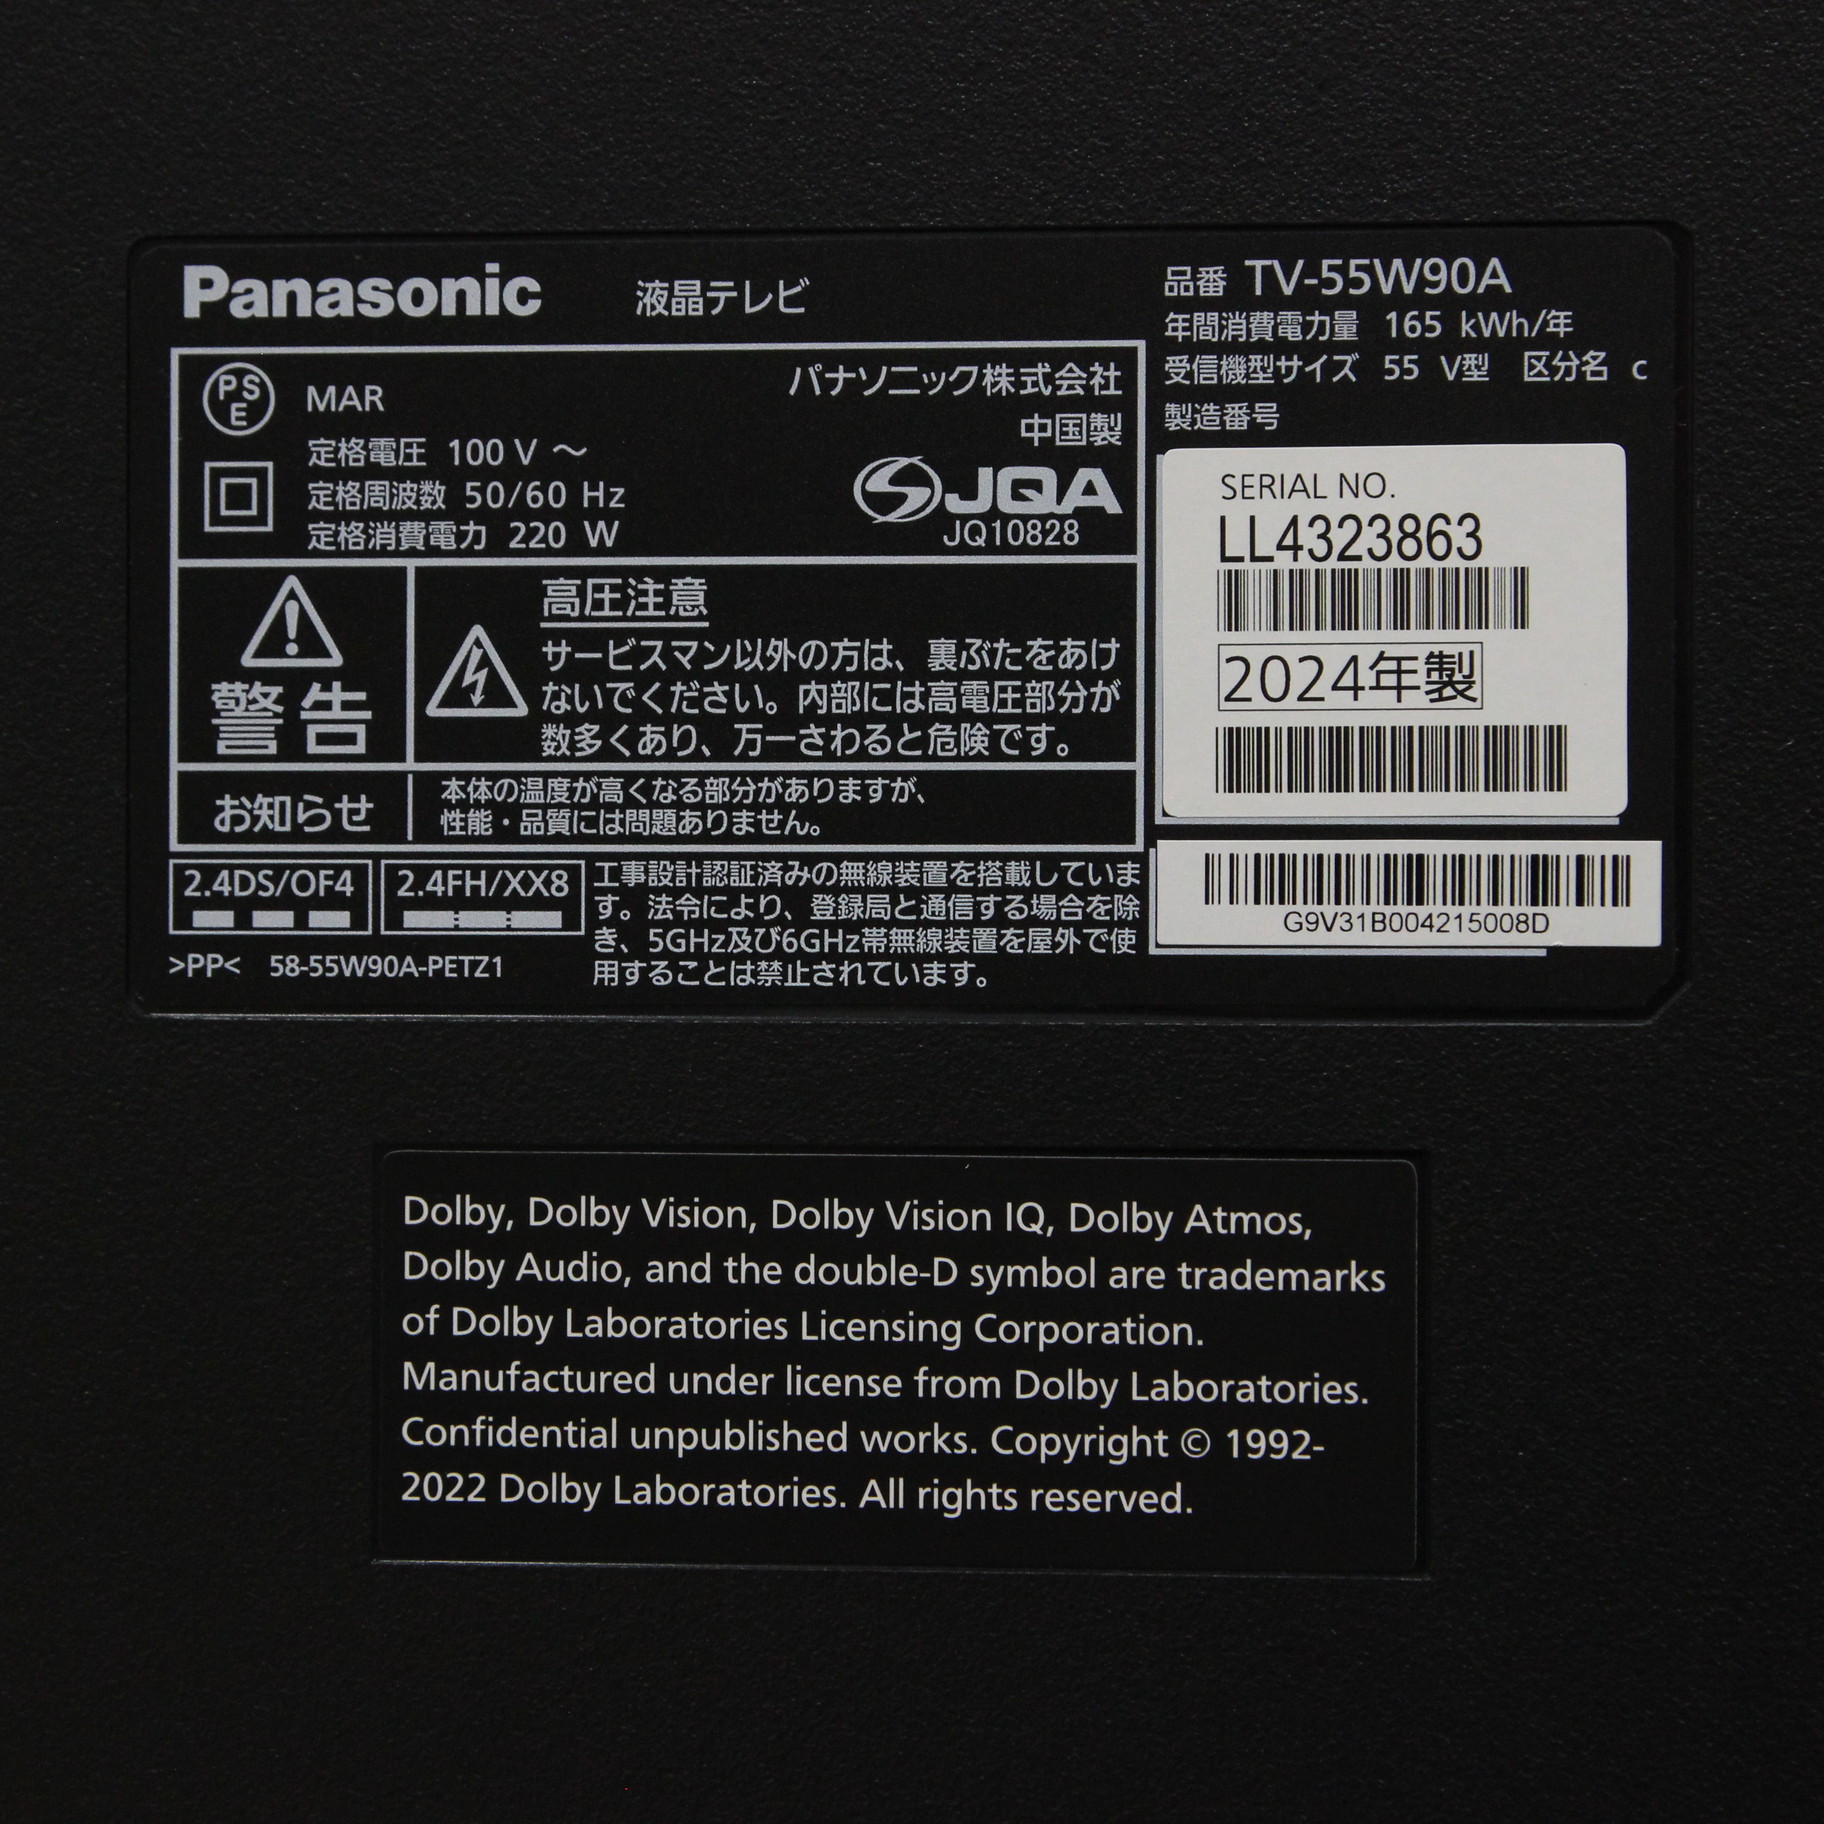 Panasonic 液晶テレビ
PSE MAR
パナソニック株式会社
中国製
定格電圧 100 V ～
定格周波数 50/60 Hz
定格消費電力 220 W
JQA
JQ10828
警告
高圧注意
サービスマン以外の方は、裏ぶたをあけ
ないでください。内部には高電圧部分が
数多くあり、万一さわると危険です。
お知らせ
本体の温度が高くなる部分がありますが、
性能・品質には問題ありません。
2.4DS/OF4
2.4FH/XX8
>PP< 58-55W90A-PETZ1
工事設計認証済みの無線装置を搭載していま
す。法令により、登録局と通信する場合を除
き、5GHz及び6GHz帯無線装置を屋外で使
用することは禁止されています。
品番 TV-55W90A
年間消費電力量 165 kWh/年
受信機型サイズ 55 V型 区分名 c
製造番号
SERIAL NO.
LL4323863
2024年製
G9V31B004215008D
Dolby, Dolby Vision, Dolby Vision IQ, Dolby Atmos,
Dolby Audio, and the double-D symbol are trademarks
of Dolby Laboratories Licensing Corporation.
Manufactured under license from Dolby Laboratories.
Confidential unpublished works. Copyright © 1992-
2022 Dolby Laboratories. All rights reserved.